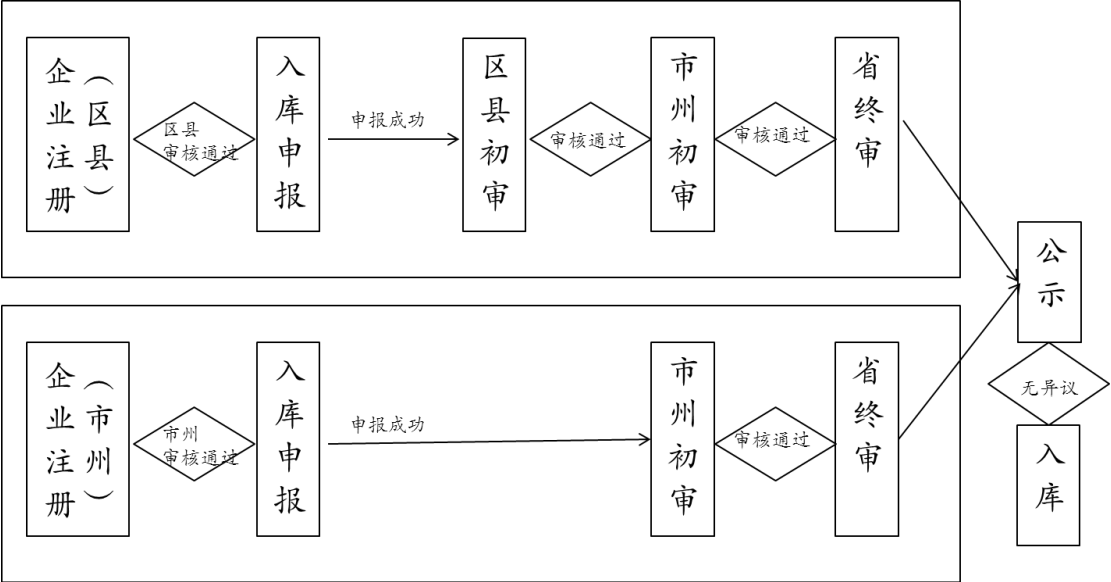 企业注册
（区县）
区县
审核通过
入库申报
申报成功
区县初审
审核通过
市州初审
审核通过
省终审
企业注册
（市州）
市州
审核通过
入库申报
申报成功
市州初审
审核通过
省终审
公示
无异议
入库